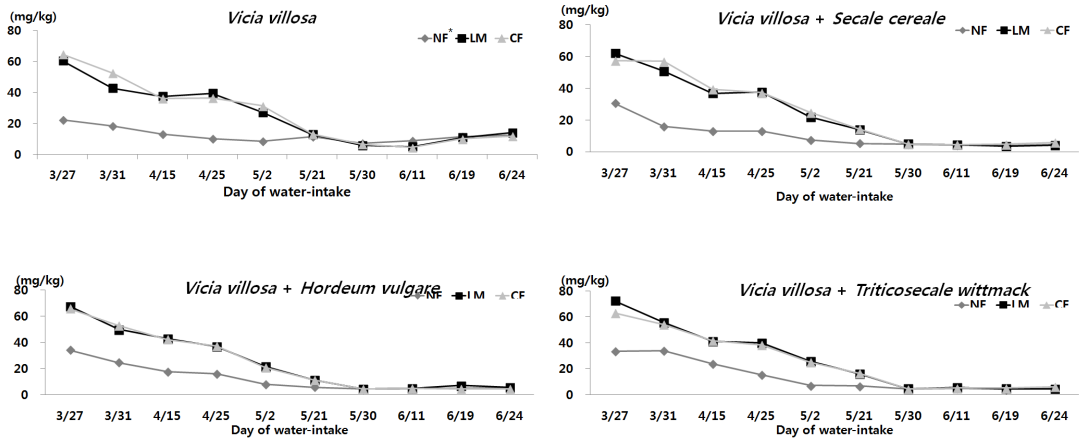 (mg/kg)
Vicia villosa
NF* LM CF
80
60
40
20
0
3/27 3/31 4/15 4/25 5/2 5/21 5/30 6/11 6/19 6/24
Day of water-intake
(mg/kg)
Vicia villosa + Secale cereale
NF LM CF
80
60
40
20
0
3/27 3/31 4/15 4/25 5/2 5/21 5/30 6/11 6/19 6/24
Day of water-intake
(mg/kg)
Vicia villosa + Hordeum vulgare
NF LM CF
80
60
40
20
0
3/27 3/31 4/15 4/25 5/2 5/21 5/30 6/11 6/19 6/24
Day of water-intake
(mg/kg)
Vicia villosa + Triticosecale wittmack
NF LM CF
80
60
40
20
0
3/27 3/31 4/15 4/25 5/2 5/21 5/30 6/11 6/19 6/24
Day of water-intake